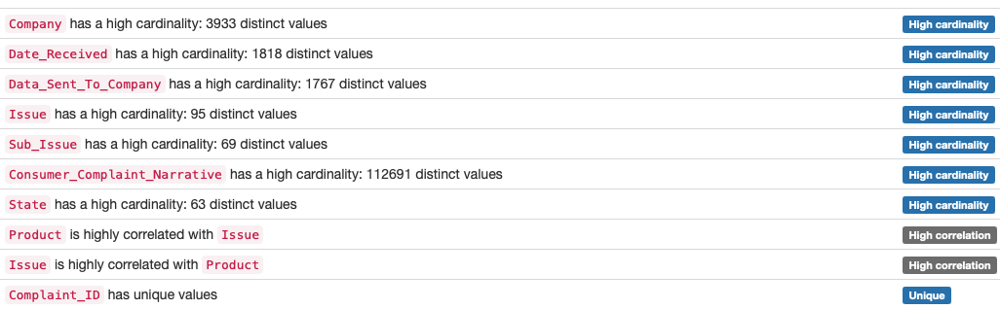 Company has a high cardinality: 3933 distinct values High cardinality
Date_Received has a high cardinality: 1818 distinct values High cardinality
Data_Sent_To_Company has a high cardinality: 1767 distinct values High cardinality
Issue has a high cardinality: 95 distinct values High cardinality
Sub_Issue has a high cardinality: 69 distinct values High cardinality
Consumer_Complaint_Narrative has a high cardinality: 112691 distinct values High cardinality
State has a high cardinality: 63 distinct values High cardinality
Product is highly correlated with Issue High correlation
Issue is highly correlated with Product High correlation
Complaint_ID has unique values Unique